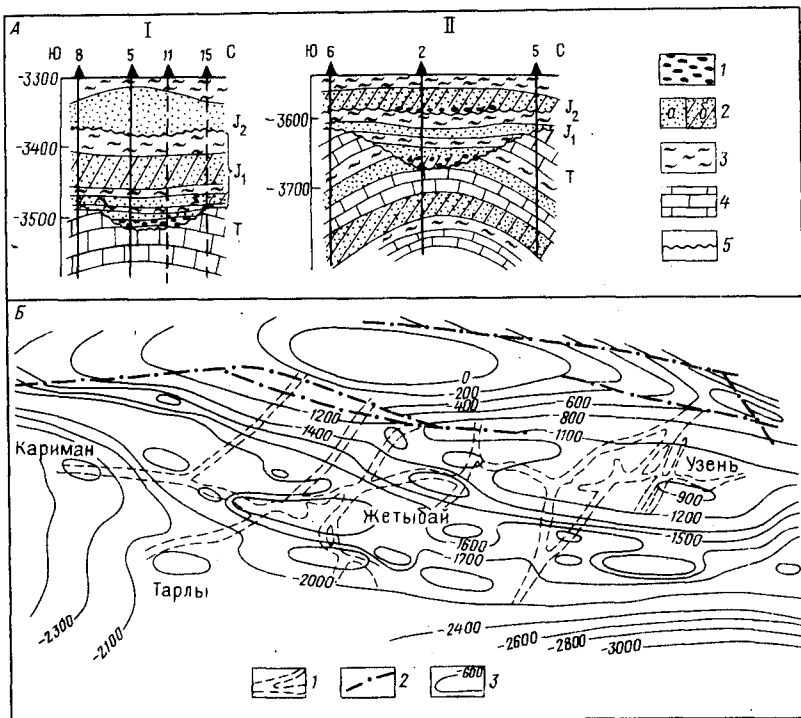 А I II
Ю 8 5 11 15 С
Ю 6 2 5 С
-3300
-3400
-3500
J₂
J₁
Т
-3600
-3700
J₂
J₁
Т
1
а б 2
3
4
5
Б
0
200
400
600
800
1100
1200
1400
Кариман
Узень
900
1200
-1500
Жетыбай
1600
1700
-2000
Тарлы
-2300
-2100
-2400
-2600
-2800
-3000
1 2 -600 3